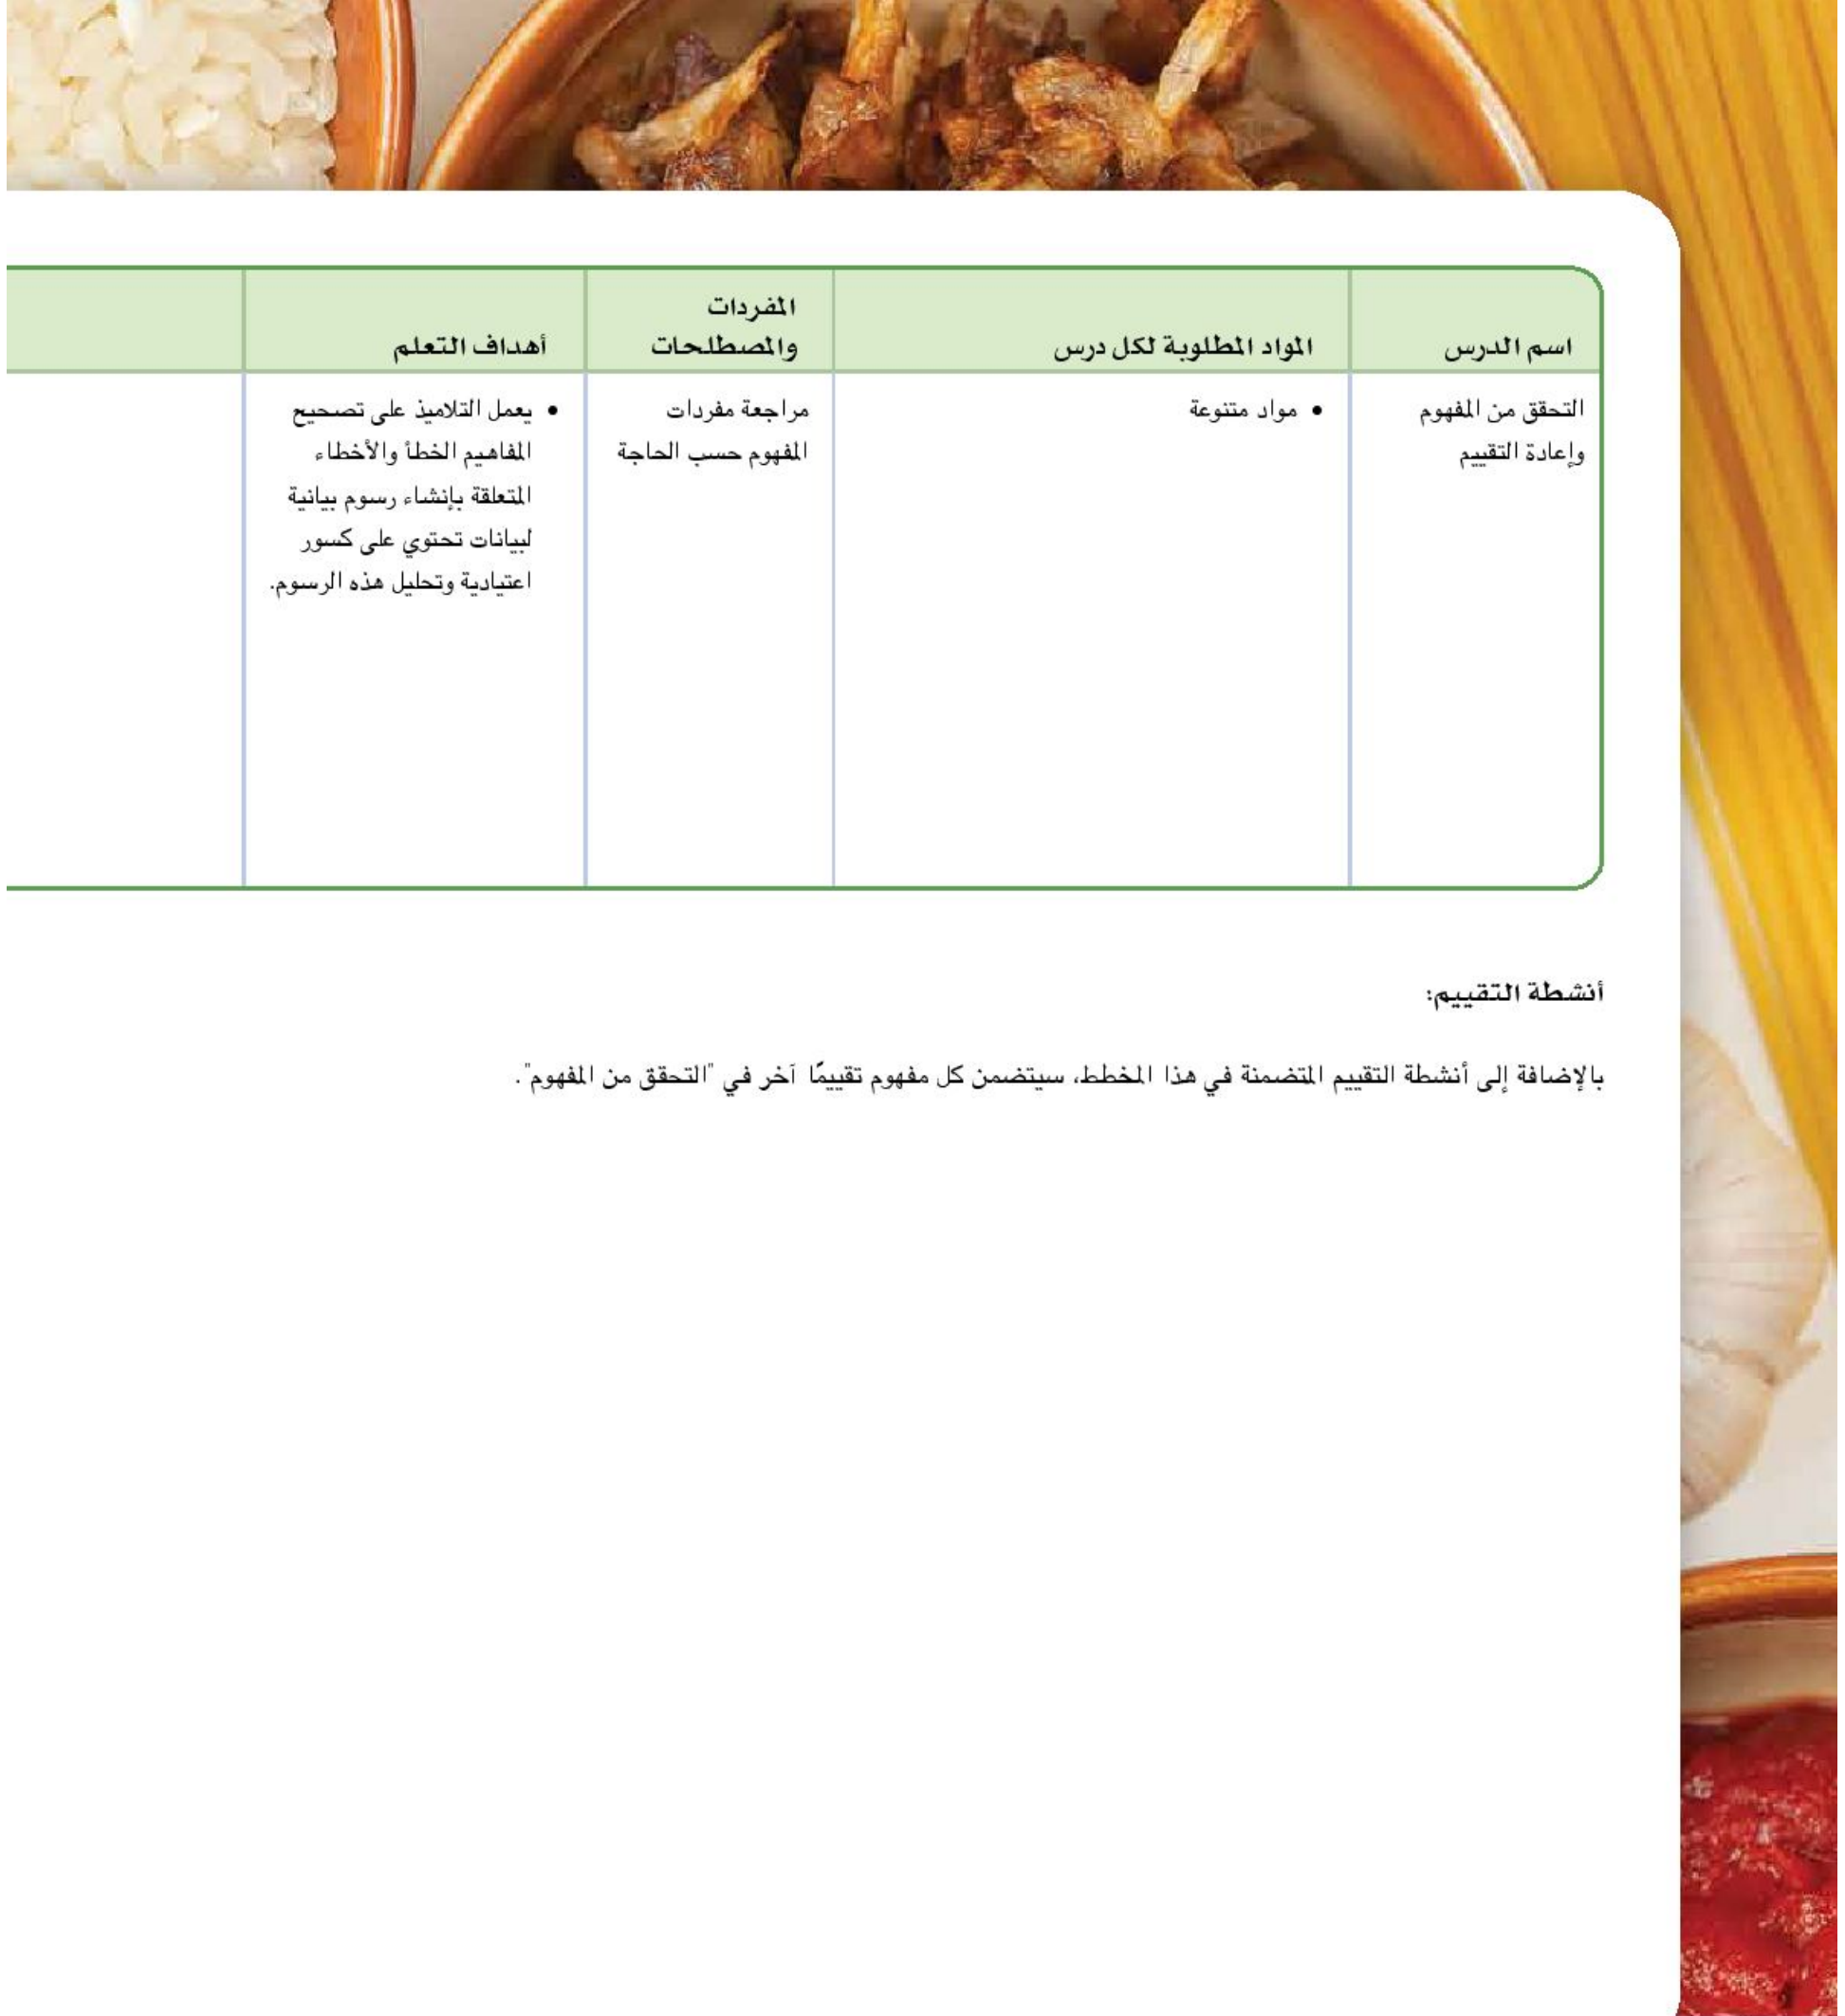 اسم الدرس
المواد المطلوبة لكل درس
المفردات
والمصطلحات
أهداف التعلم
التحقق من المفهوم
وإعادة التقييم
• مواد متنوعة
مراجعة مفردات
المفهوم حسب الحاجة
• يعمل التلاميذ على تصحيح
المفاهيم الخطأ والأخطاء
المتعلقة بإنشاء رسوم بيانية
لبيانات تحتوي على كسور
اعتيادية وتحليل هذه الرسوم.
أنشطة التقييم:
بالإضافة إلى أنشطة التقييم المتضمنة في هذا المخطط، سيتضمن كل مفهوم تقييمًا آخر في "التحقق من المفهوم".